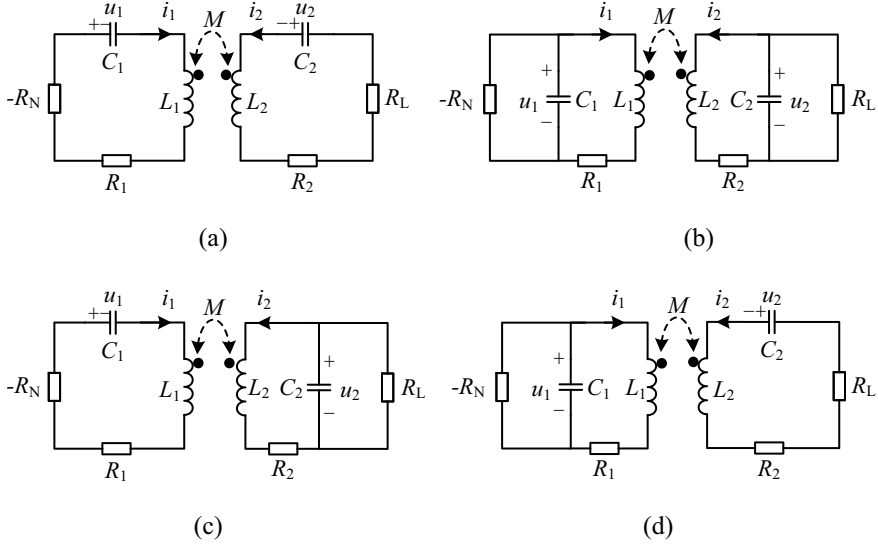 u1 i1 M i2 u2
+− −+
C1 C2
-RN L1 L2 RL
R1 R2
(a)
i1 M i2
+ +
-RN u1 C1 L1 L2 C2 u2 RL
− −
R1 R2
(b)
u1 i1 M i2
+−
C1 +
-RN L1 L2 C2 u2 RL
−
R1 R2
(c)
i1 M i2 u2
−+
+ C2
-RN u1 C1 L1 L2 RL
−
R1 R2
(d)